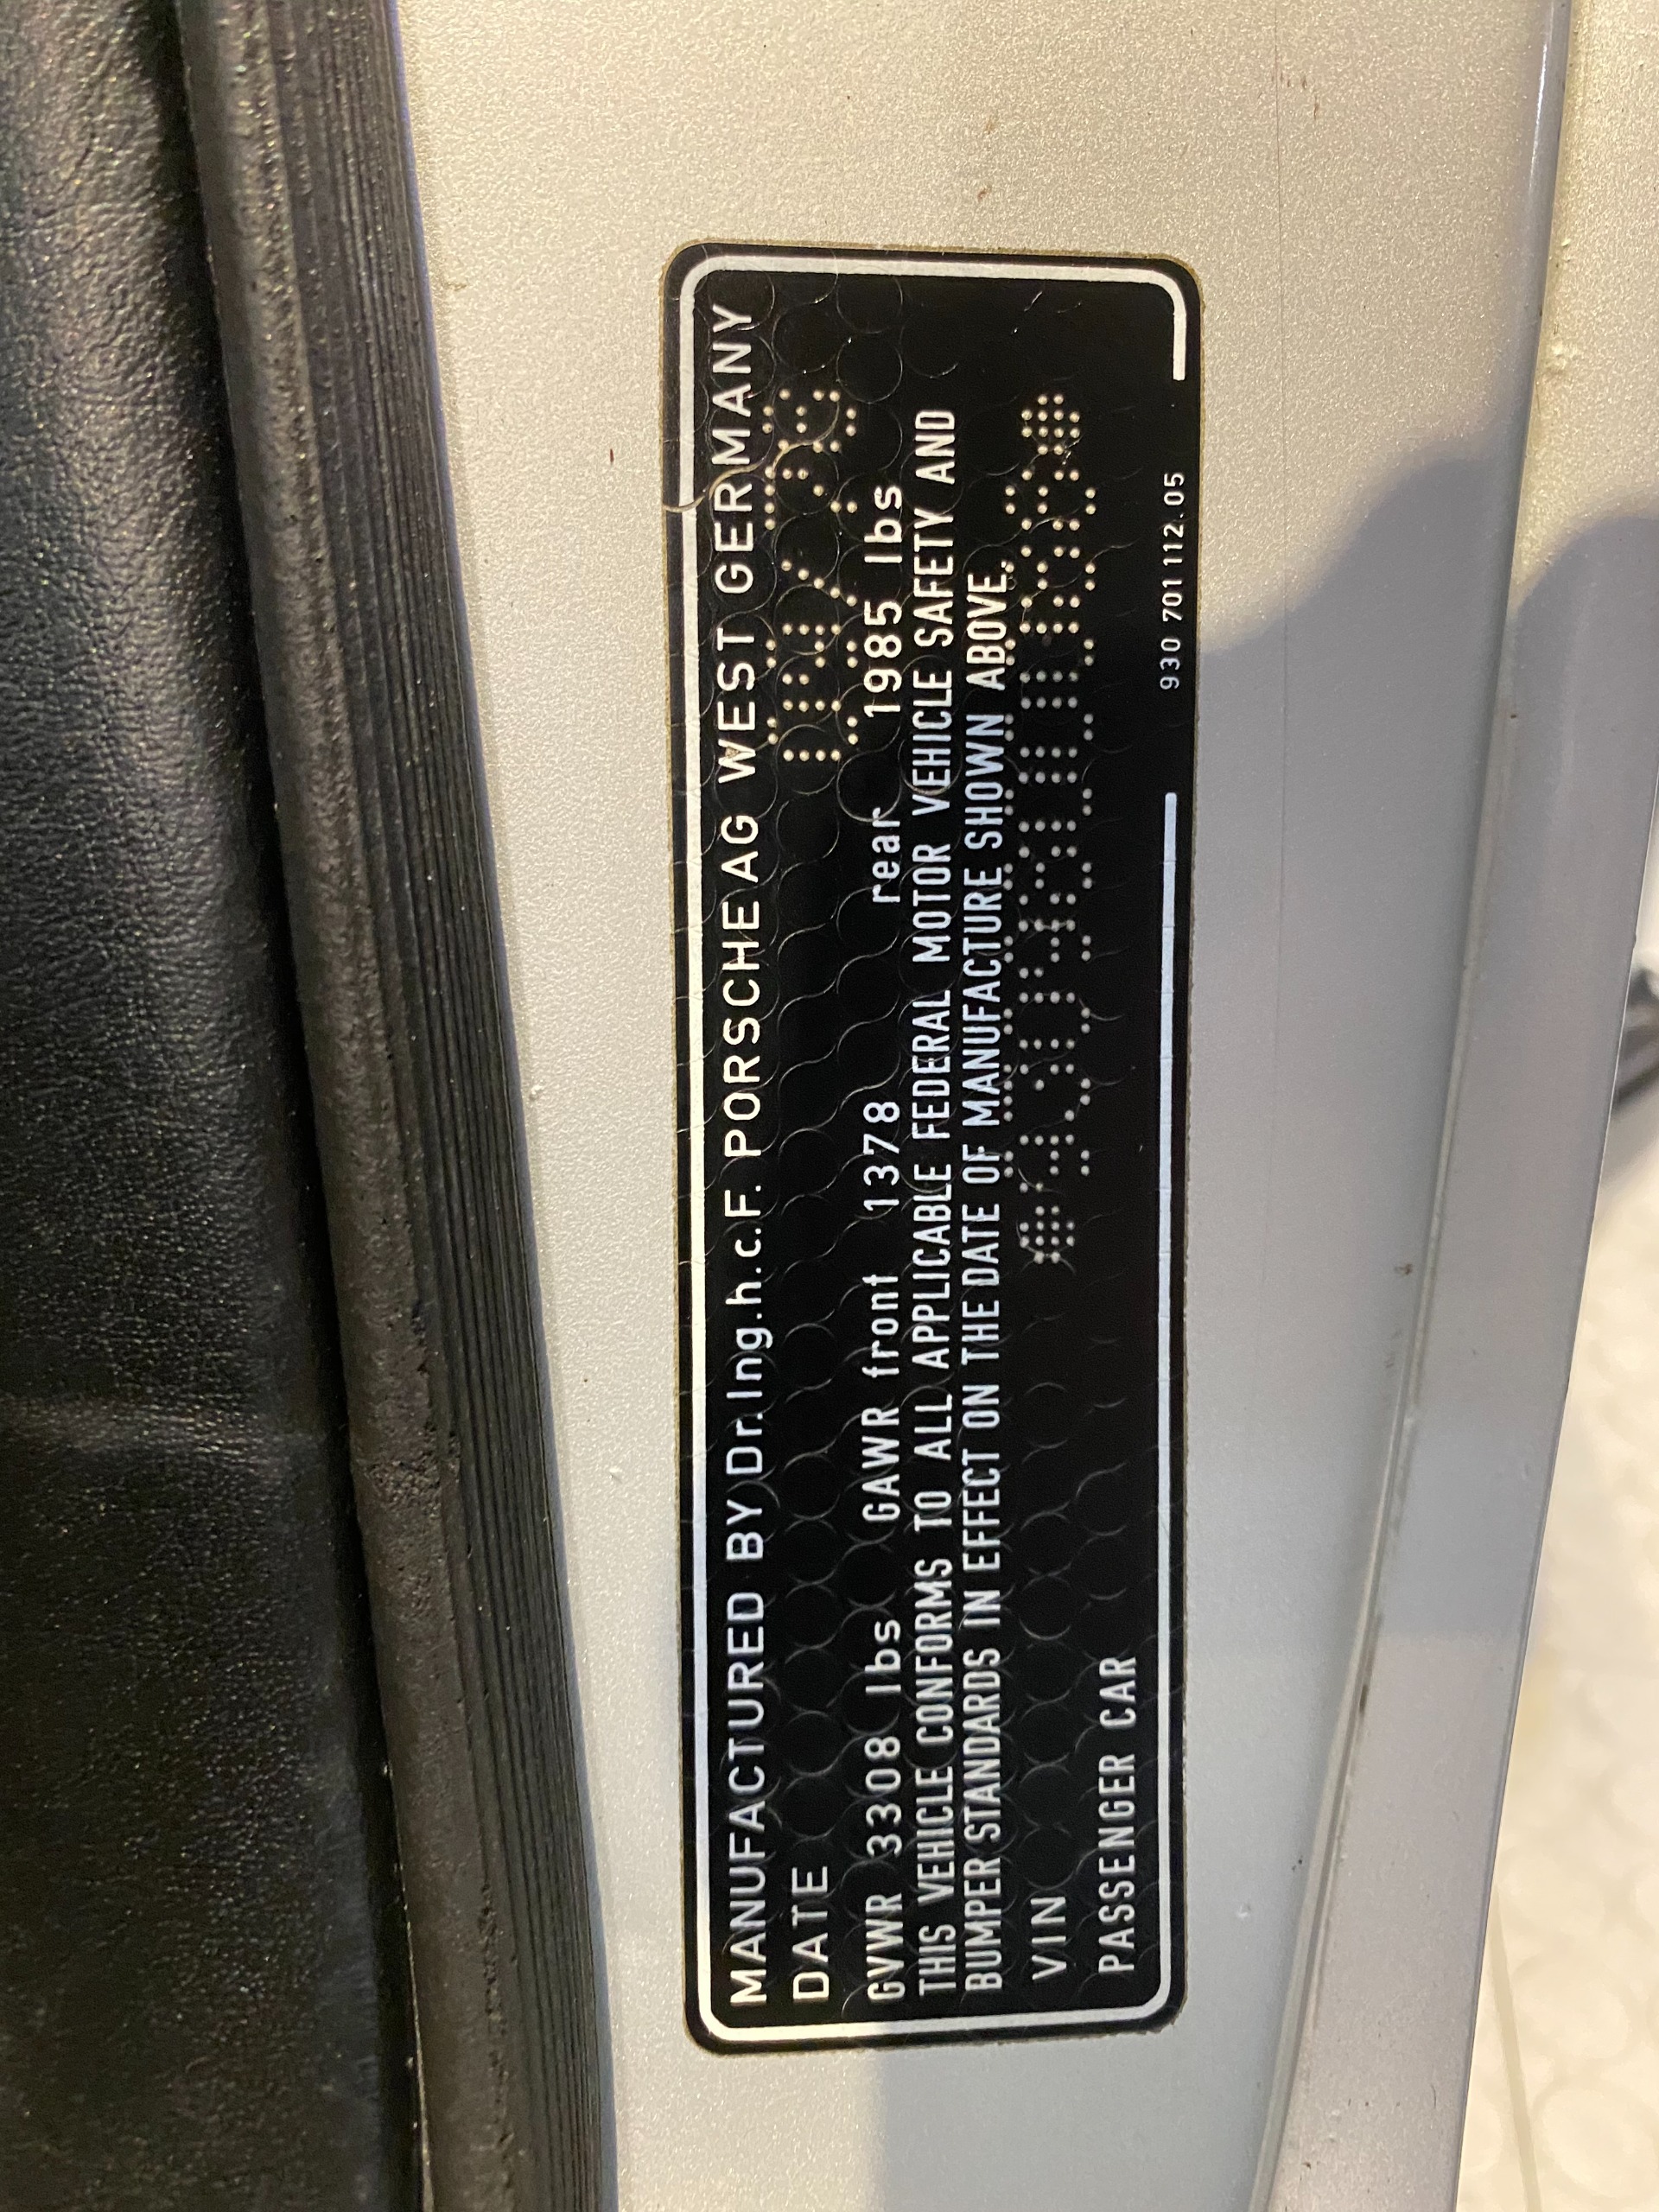 MANUFACTURED BY Dr.Ing.h.c.F. PORSCHE AG WEST GERMANY
DATE
GVWR 3308 lbs GAWR front 1378 rear 1985 lbs
THIS VEHICLE CONFORMS TO ALL APPLICABLE FEDERAL MOTOR VEHICLE SAFETY AND
BUMPER STANDARDS IN EFFECT ON THE DATE OF MANUFACTURE SHOWN ABOVE.
VIN
PASSENGER CAR
930 701 112.05